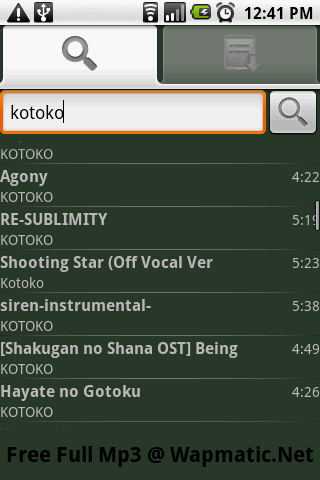 12:41 PM
kotoko
KOTOKO
Agony 4:22
KOTOKO
RE-SUBLIMITY 5:19
KOTOKO
Shooting Star (Off Vocal Ver 5:23
Kotoko
siren-instrumental- 5:38
KOTOKO
[Shakugan no Shana OST] Being 4:49
KOTOKO
Hayate no Gotoku 4:26
KOTOKO
Free Full Mp3 @ Wapmatic.Net